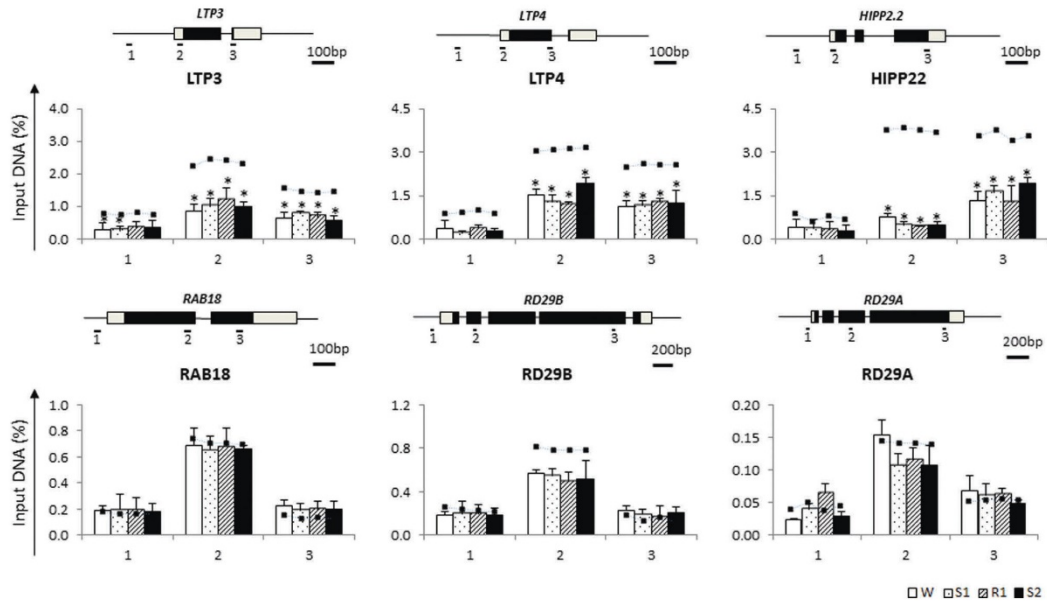 LTP3 LTP4 HIPP2.2
1 2 3 100bp 1 2 3 100bp 1 2 3 100bp
LTP3 LTP4 HIPP22
Input DNA (%)
4.0 4.5 4.5
3.0 3.0 3.0
2.0 1.5 1.5
1.0 0.0 0.0
0.0
* * * * * * * * * *
* * * * * * * *
* * * * * * * *
1 2 3 1 2 3 1 2 3
RAB18 RD29B RD29A
1 2 3 100bp 1 2 3 200bp 1 2 3 200bp
RAB18 RD29B RD29A
Input DNA (%)
1.0 1.2 0.20
0.8 0.8 0.15
0.6 0.4 0.10
0.4 0.0 0.05
0.2 0.00
0.0
1 2 3 1 2 3 1 2 3
W S1 R1 S2